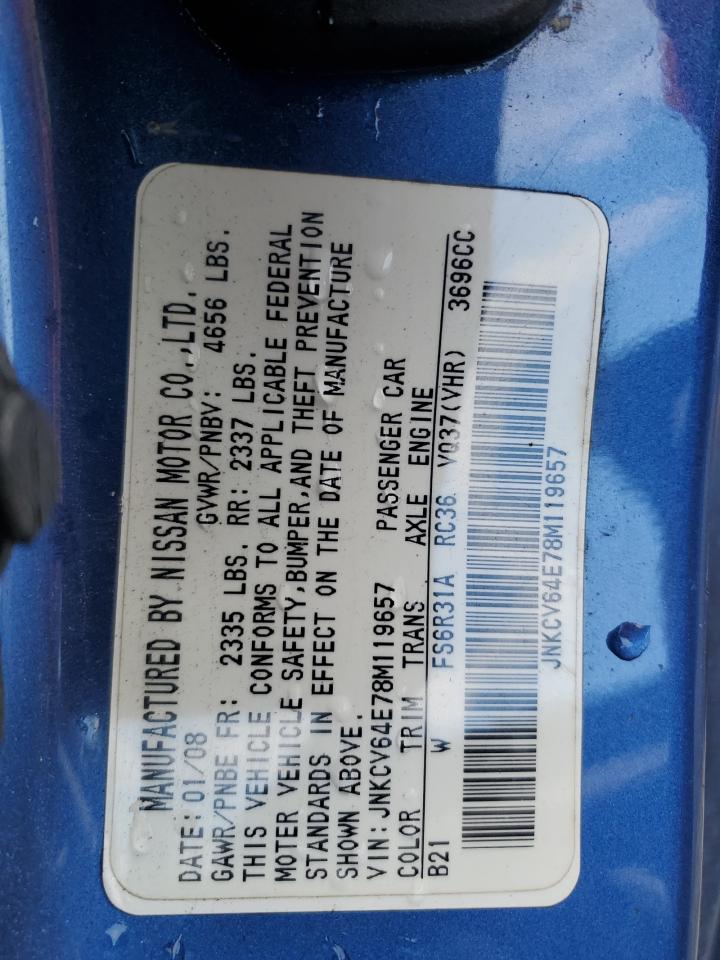 MANUFACTURED BY NISSAN MOTOR CO.,LTD.
DATE: 01/08 GVWR/PNBV: 4656 LBS.
GAWR/PNBE FR: 2335 LBS. RR: 2337 LBS.
THIS VEHICLE CONFORMS TO ALL APPLICABLE FEDERAL
MOTER VEHICLE SAFETY,BUMPER,AND THEFT PREVENTION
STANDARDS IN EFFECT ON THE DATE OF MANUFACTURE
SHOWN ABOVE.
VIN:JNKCV64E78M119657 PASSENGER CAR
COLOR TRIM TRANS AXLE ENGINE
B21 W FS6R31A RC36 VQ37(VHR) 3696CC
JNKCV64E78M119657